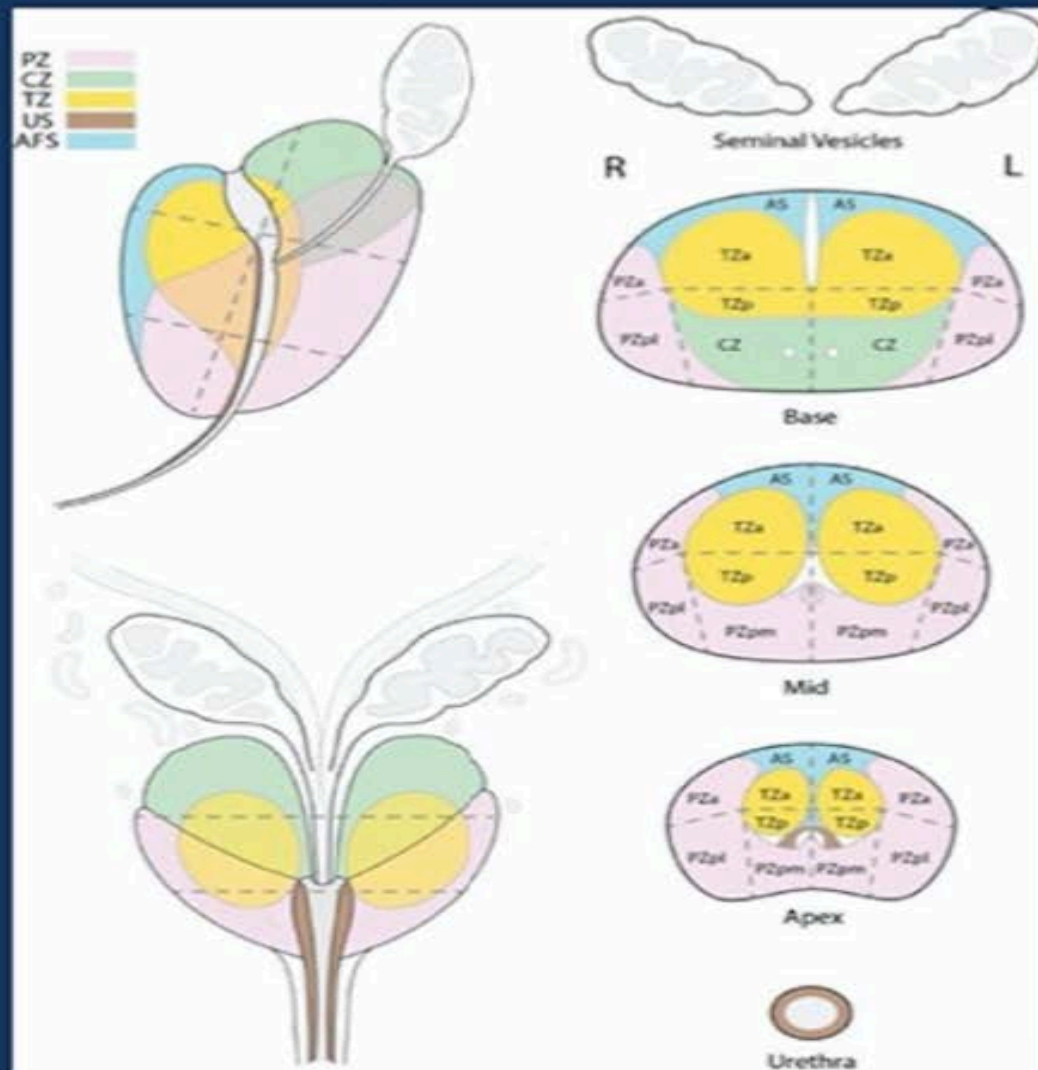 PZ
CZ
TZ
US
AFS
Seminal Vesicles
R L
AS AS
TZa TZa
PZa PZa
TZp TZp
PZpl CZ CZ PZpl
Base
AS AS
TZa TZa
PZa PZa
TZp TZp
PZpl PZpl
PZpm PZpm
Mid
AS AS
PZa TZa TZa PZa
TZp TZp
PZpl PZpl
PZpm PZpm
Apex
Urethra